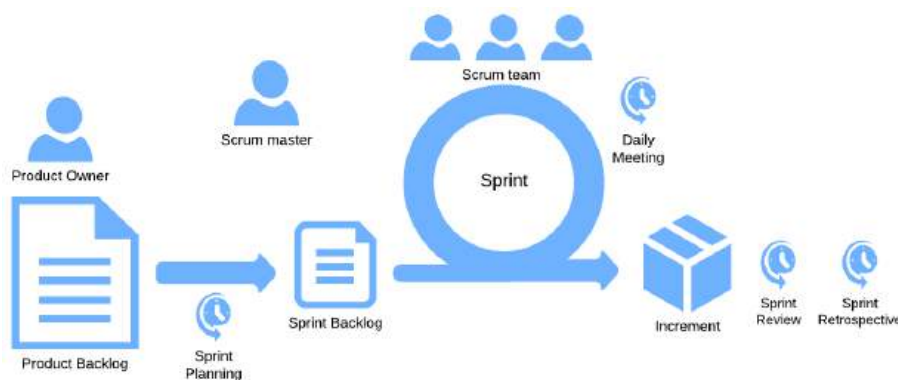 Scrum team
Scrum master
Daily
Meeting
Product Owner
Sprint
Sprint Backlog
Increment
Sprint
Review
Sprint
Retrospective
Product Backlog
Sprint
Planning